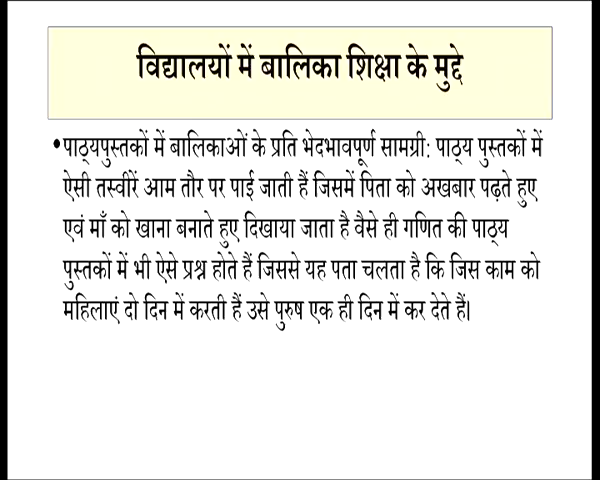 विद्यालयों में बालिका शिक्षा के मुद्दे
•पाठ्यपुस्तकों में बालिकाओं के प्रति भेदभावपूर्ण सामग्री: पाठ्य पुस्तकों में
ऐसी तस्वीरें आम तौर पर पाई जाती हैं जिसमें पिता को अखबार पढ़ते हुए
एवं माँ को खाना बनाते हुए दिखाया जाता है वैसे ही गणित की पाठ्य
पुस्तकों में भी ऐसे प्रश्न होते हैं जिससे यह पता चलता है कि जिस काम को
महिलाएं दो दिन में करती हैं उसे पुरुष एक ही दिन में कर देते हैं।